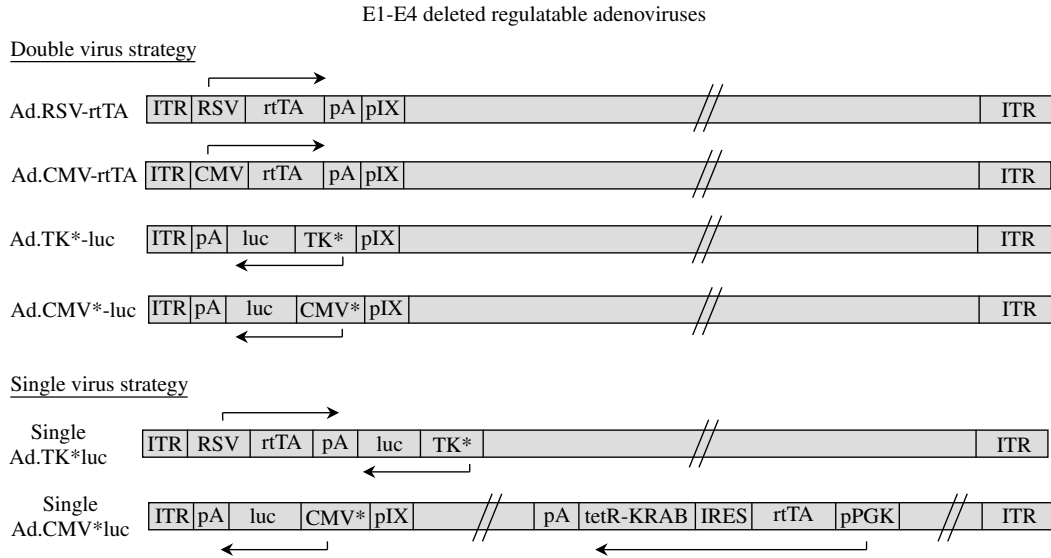 E1-E4 deleted regulatable adenoviruses
Double virus strategy
Ad.RSV-rtTA ITR RSV rtTA pA pIX ITR
Ad.CMV-rtTA ITR CMV rtTA pA pIX ITR
Ad.TK*-luc ITR pA luc TK* pIX ITR
Ad.CMV*-luc ITR pA luc CMV* pIX ITR
Single virus strategy
Single
Ad.TK*luc
ITR RSV rtTA pA luc TK* ITR
Single
Ad.CMV*luc
ITR pA luc CMV* pIX pA tetR-KRAB IRES rtTA pPGK ITR